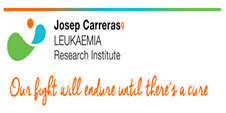 Josep Carreras
LEUKAEMIA
Research Institute
Our fight will endure until there's a cure